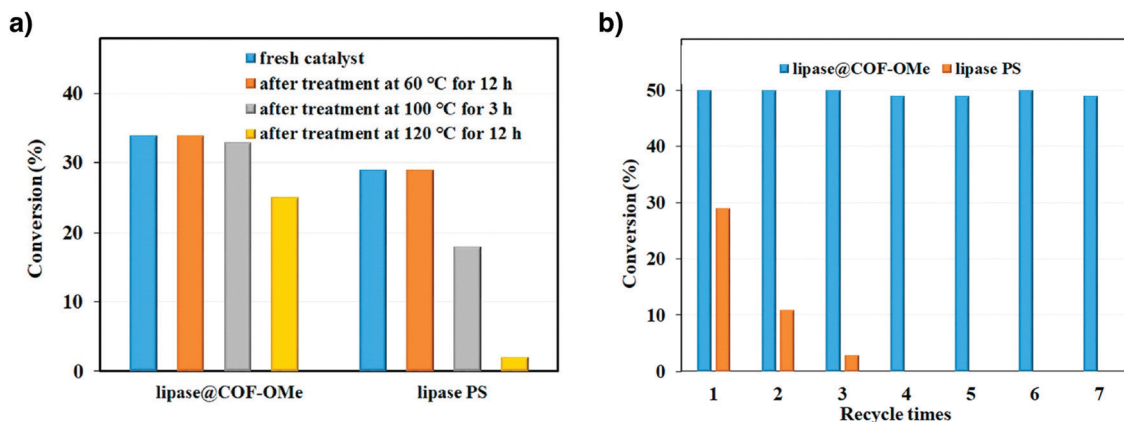 a)
fresh catalyst
after treatment at 60 °C for 12 h
after treatment at 100 °C for 3 h
after treatment at 120 °C for 12 h
40
30
20
10
0
Conversion (%)
lipase@COF-OMe lipase PS
b)
lipase@COF-OMe lipase PS
50
40
30
20
10
0
Conversion (%)
1 2 3 4 5 6 7
Recycle times